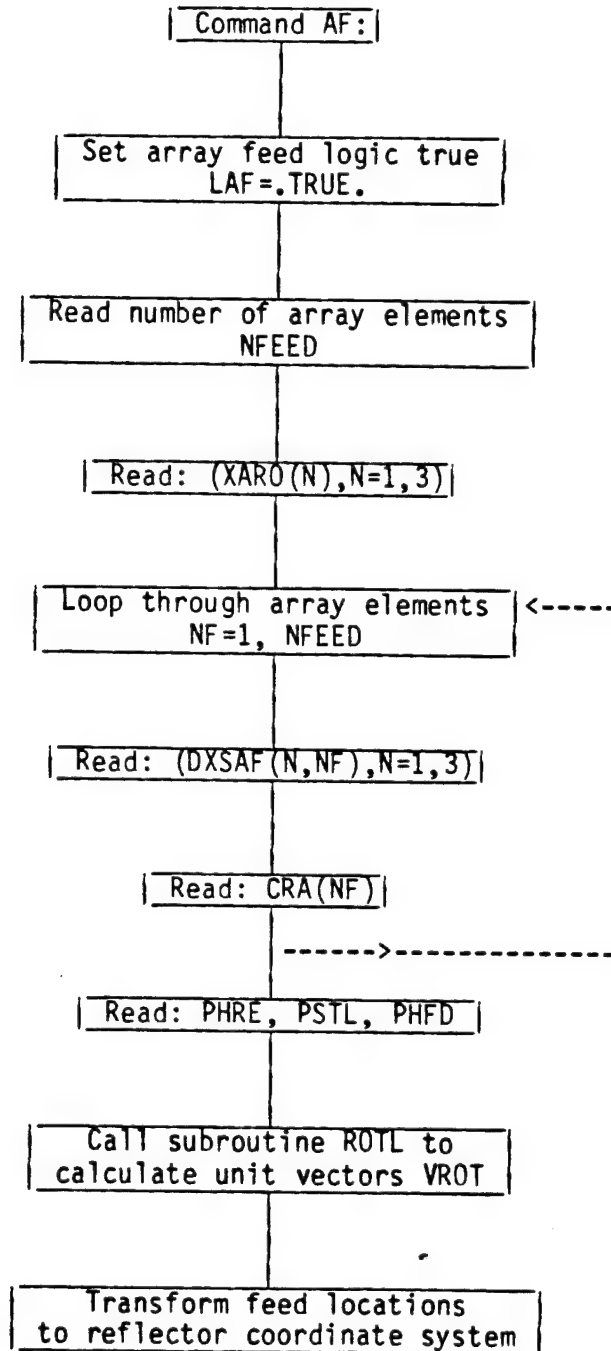 Command AF:
Set array feed logic true
LAF=.TRUE.
Read number of array elements
NFEED
Read: (XARO(N),N=1,3)
Loop through array elements
NF=1, NFEED
Read: (DXSAF(N,NF),N=1,3)
Read: CRA(NF)
Read: PHRE, PSTL, PHFD
Call subroutine ROTL to
calculate unit vectors VROT
Transform feed locations
to reflector coordinate system